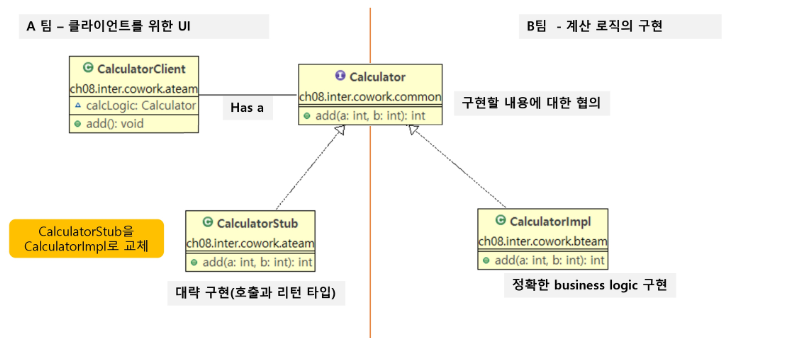 A 팀 – 클라이언트를 위한 UI
B팀 - 계산 로직의 구현
CalculatorClient
ch08.inter.cowork.ateam
calcLogic: Calculator
add(): void
Has a
Calculator
ch08.inter.cowork.common
add(a: int, b: int): int
구현할 내용에 대한 협의
CalculatorStub을
CalculatorImpl로 교체
CalculatorStub
ch08.inter.cowork.ateam
add(a: int, b: int): int
대략 구현(호출과 리턴 타입)
CalculatorImpl
ch08.inter.cowork.bteam
add(a: int, b: int): int
정확한 business logic 구현